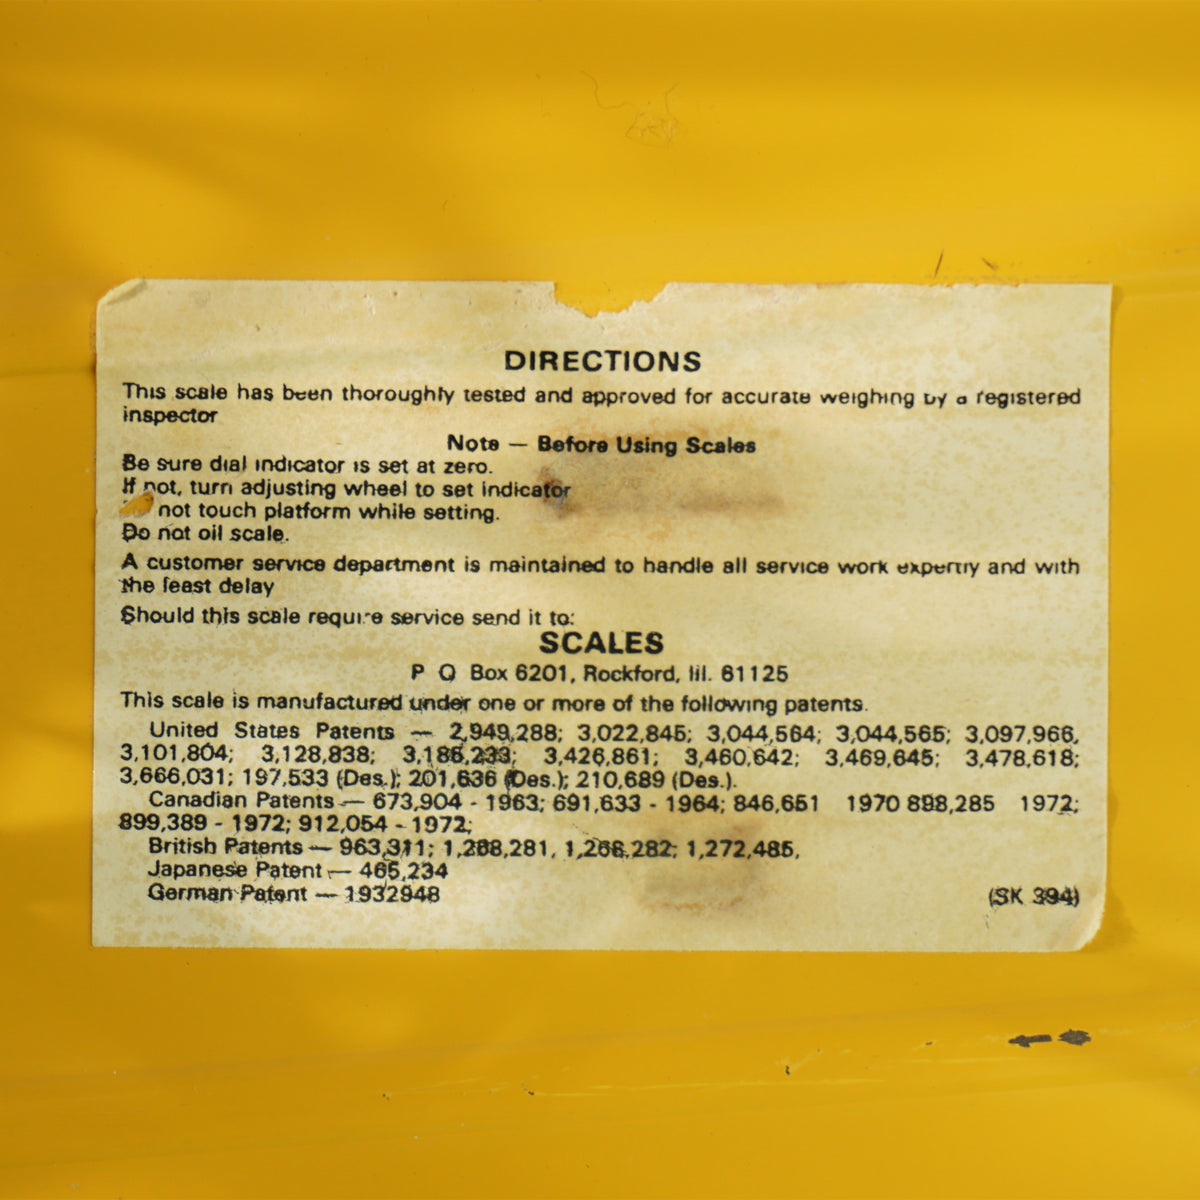 DIRECTIONS
This scale has been thoroughly tested and approved for accurate weighing by a registered
inspector
Note — Before Using Scales
Be sure dial indicator is set at zero.
If not, turn adjusting wheel to set indicator
not touch platform while setting.
Do not oil scale.
A customer service department is maintained to handle all service work expertly and with
the least delay
Should this scale require service send it to:
SCALES
P O Box 6201, Rockford, Ill. 61125
This scale is manufactured under one or more of the following patents.
United States Patents — 2,949,288; 3,022,845; 3,044,564; 3,044,565; 3,097,966,
3,101,804; 3,128,838; 3,426,861; 3,460,642; 3,469,645; 3,478,618;
3,666,031; 197,533 (Des.); 201,636 (Des.); 210,689 (Des.).
Canadian Patents — 673,904 - 1963; 691,633 - 1964; 846,651 1970 898,285 1972;
899,389 - 1972; 912,054 - 1972;
British Patents — 963,311; 1,268,281, 1,268,282; 1,272,485,
Japanese Patent — 465,234
German Patent — 1932948
(SK 394)